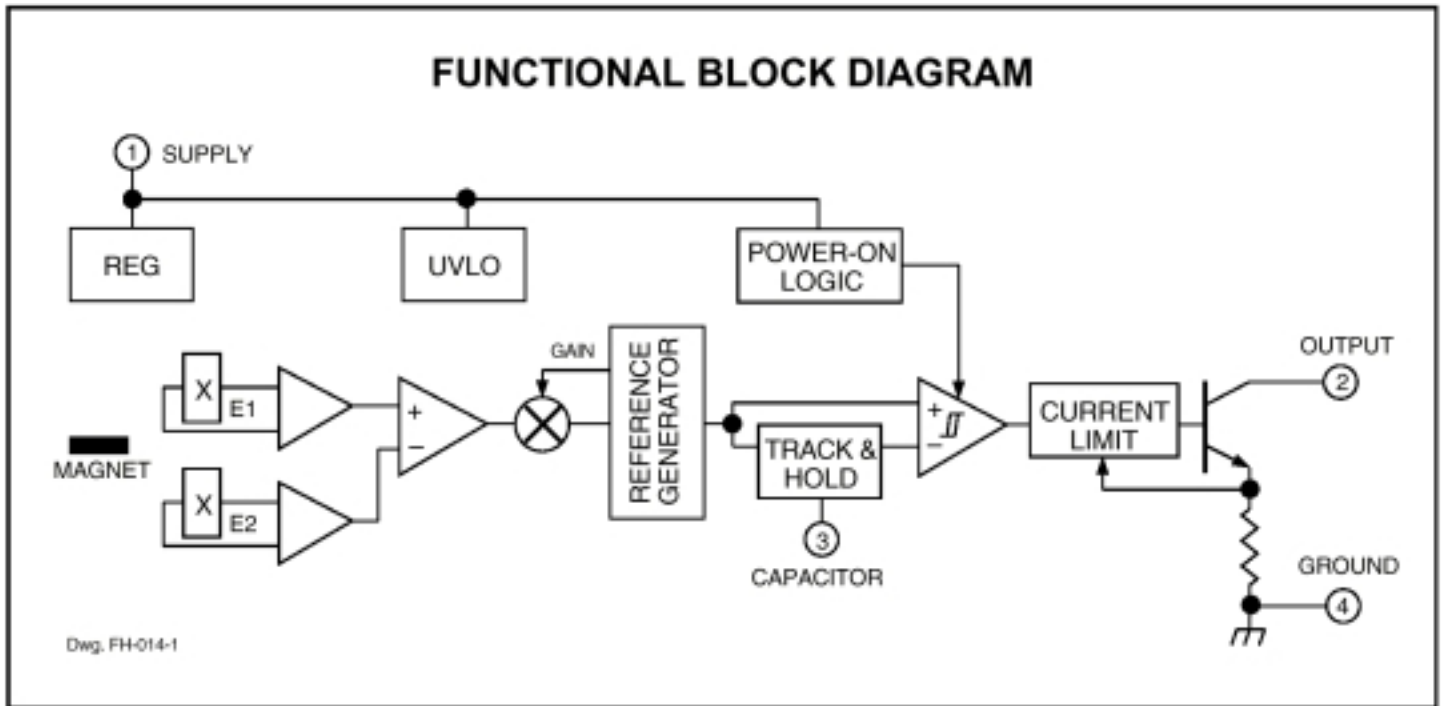 FUNCTIONAL BLOCK DIAGRAM
1 SUPPLY
REG
UVLO
POWER-ON
LOGIC
X
E1
MAGNET
X
E2
+
−
GAIN
X
REFERENCE
GENERATOR
TRACK &
HOLD
3
CAPACITOR
+
−
CURRENT
LIMIT
OUTPUT
2
GROUND
4
Dwg. FH-014-1